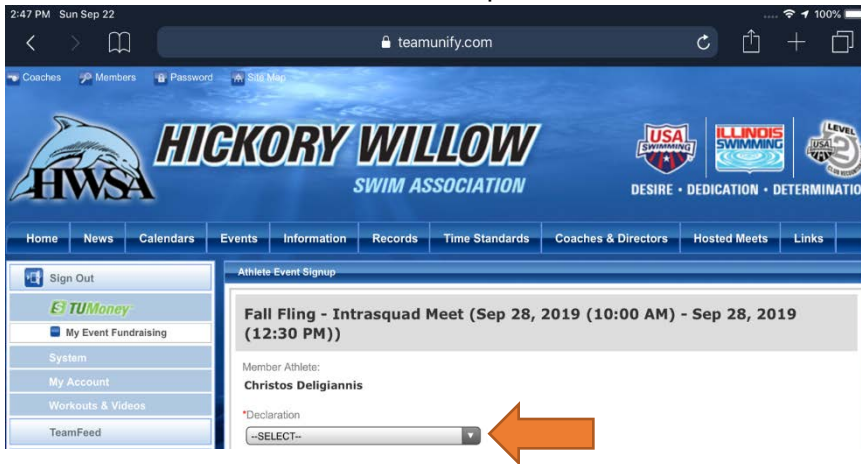 2:47 PM Sun Sep 22
100%
teamunify.com
Coaches Members Password Site Map
HWSA
HICKORY WILLOW
SWIM ASSOCIATION
USA
SWIMMING
ILLINOIS
SWIMMING
LEVEL
2
DESIRE • DEDICATION • DETERMINATIO
Home News Calendars Events Information Records Time Standards Coaches & Directors Hosted Meets Links
Sign Out
TUMoney
My Event Fundraising
System
My Account
Workouts & Videos
TeamFeed
Athlete Event Signup
Fall Fling - Intrasquad Meet (Sep 28, 2019 (10:00 AM) - Sep 28, 2019
(12:30 PM))
Member Athlete:
Christos Deligiannis
*Declaration
--SELECT--